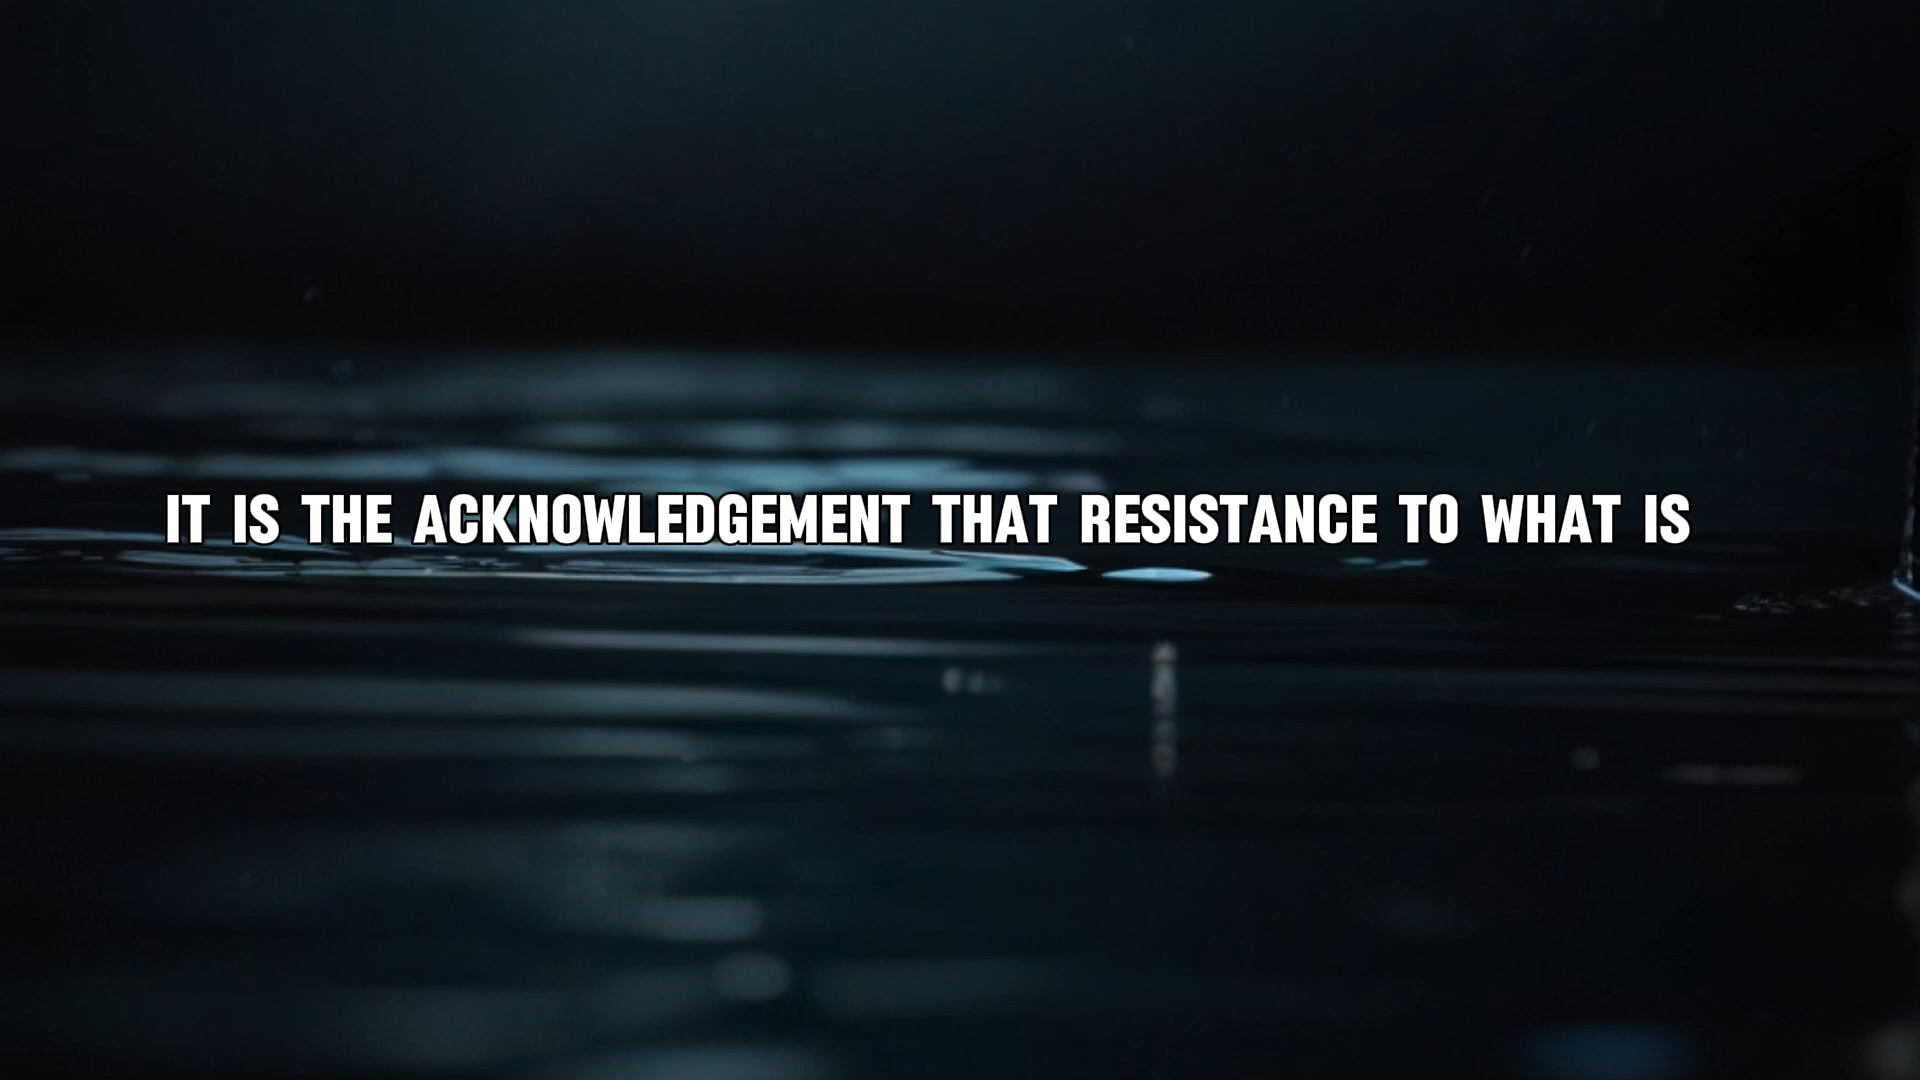 IT IS THE ACKNOWLEDGEMENT THAT RESISTANCE TO WHAT IS